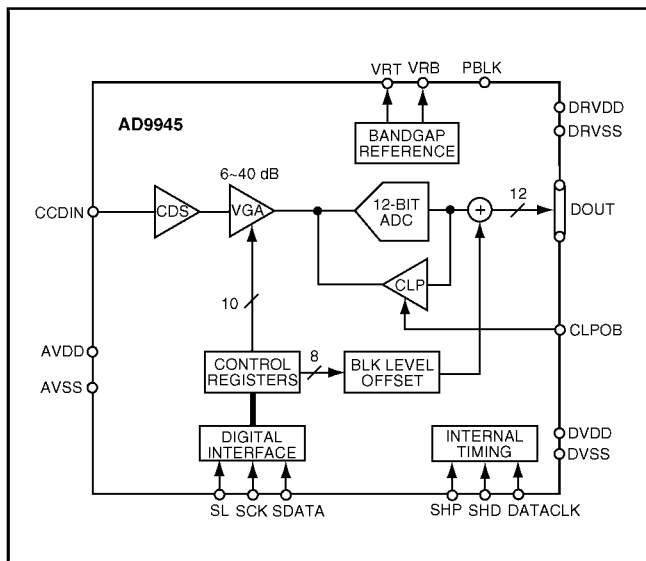 VRT VRB PBLK
DRVDD
AD9945
DRVSS
BANDGAP
REFERENCE
6~40 dB
12
CCDIN
CDS
VGA
12-BIT
ADC
+
DOUT
CLP
10
CLPOB
AVDD
8
CONTROL
REGISTERS
BLK LEVEL
OFFSET
AVSS
DIGITAL
INTERFACE
INTERNAL
TIMING
DVDD
DVSS
SL SCK SDATA
SHP SHD DATACLK